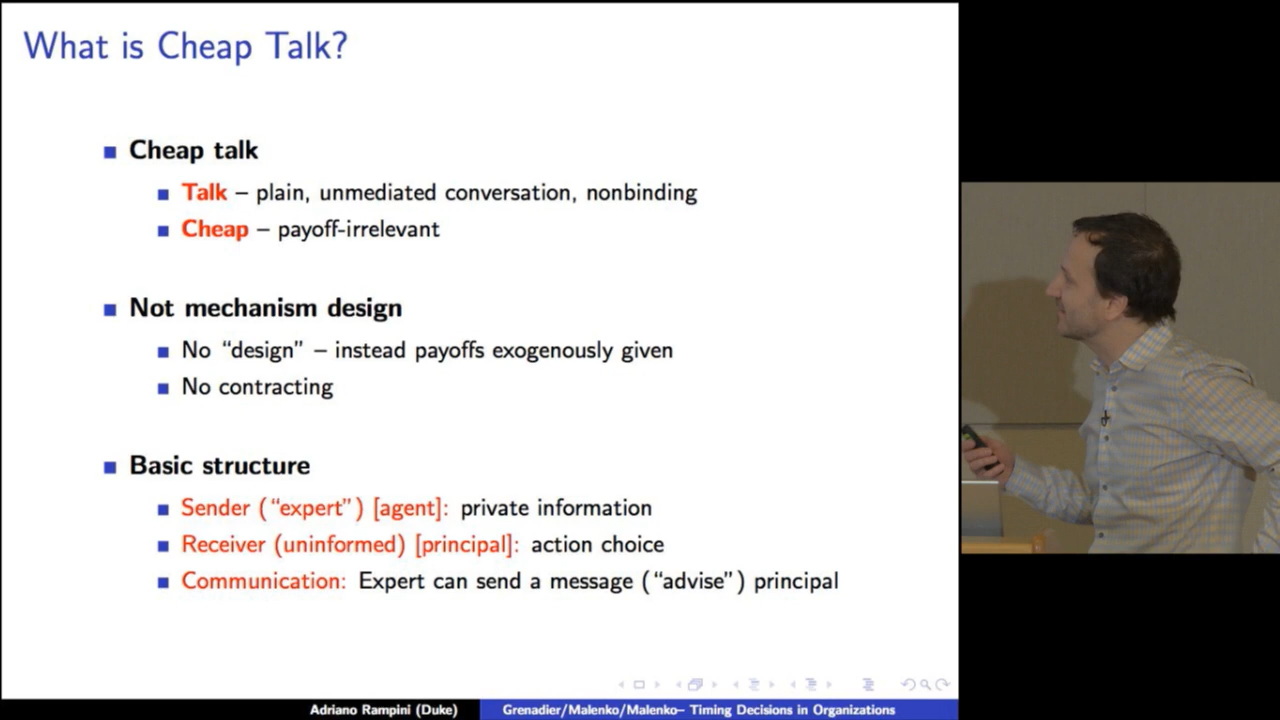 What is Cheap Talk?
Cheap talk
Talk – plain, unmediated conversation, nonbinding
Cheap – payoff-irrelevant
Not mechanism design
No “design” – instead payoffs exogenously given
No contracting
Basic structure
Sender (“expert”) [agent]: private information
Receiver (uninformed) [principal]: action choice
Communication: Expert can send a message (“advise”) principal
Adriano Rampini (Duke)
Grenadier/Malenko/Malenko– Timing Decisions in Organizations